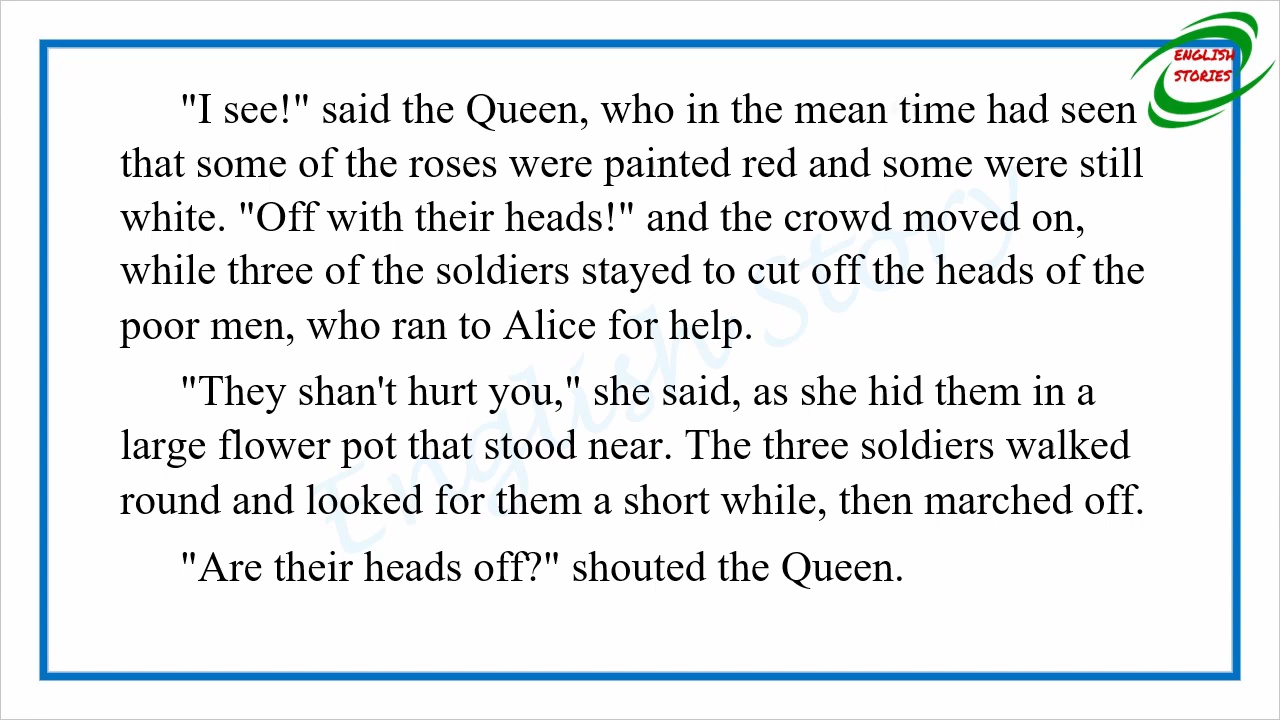 ENGLISH
STORIES
"I see!" said the Queen, who in the mean time had seen
that some of the roses were painted red and some were still
white. "Off with their heads!" and the crowd moved on,
while three of the soldiers stayed to cut off the heads of the
poor men, who ran to Alice for help.
"They shan't hurt you," she said, as she hid them in a
large flower pot that stood near. The three soldiers walked
round and looked for them a short while, then marched off.
"Are their heads off?" shouted the Queen.
English Story